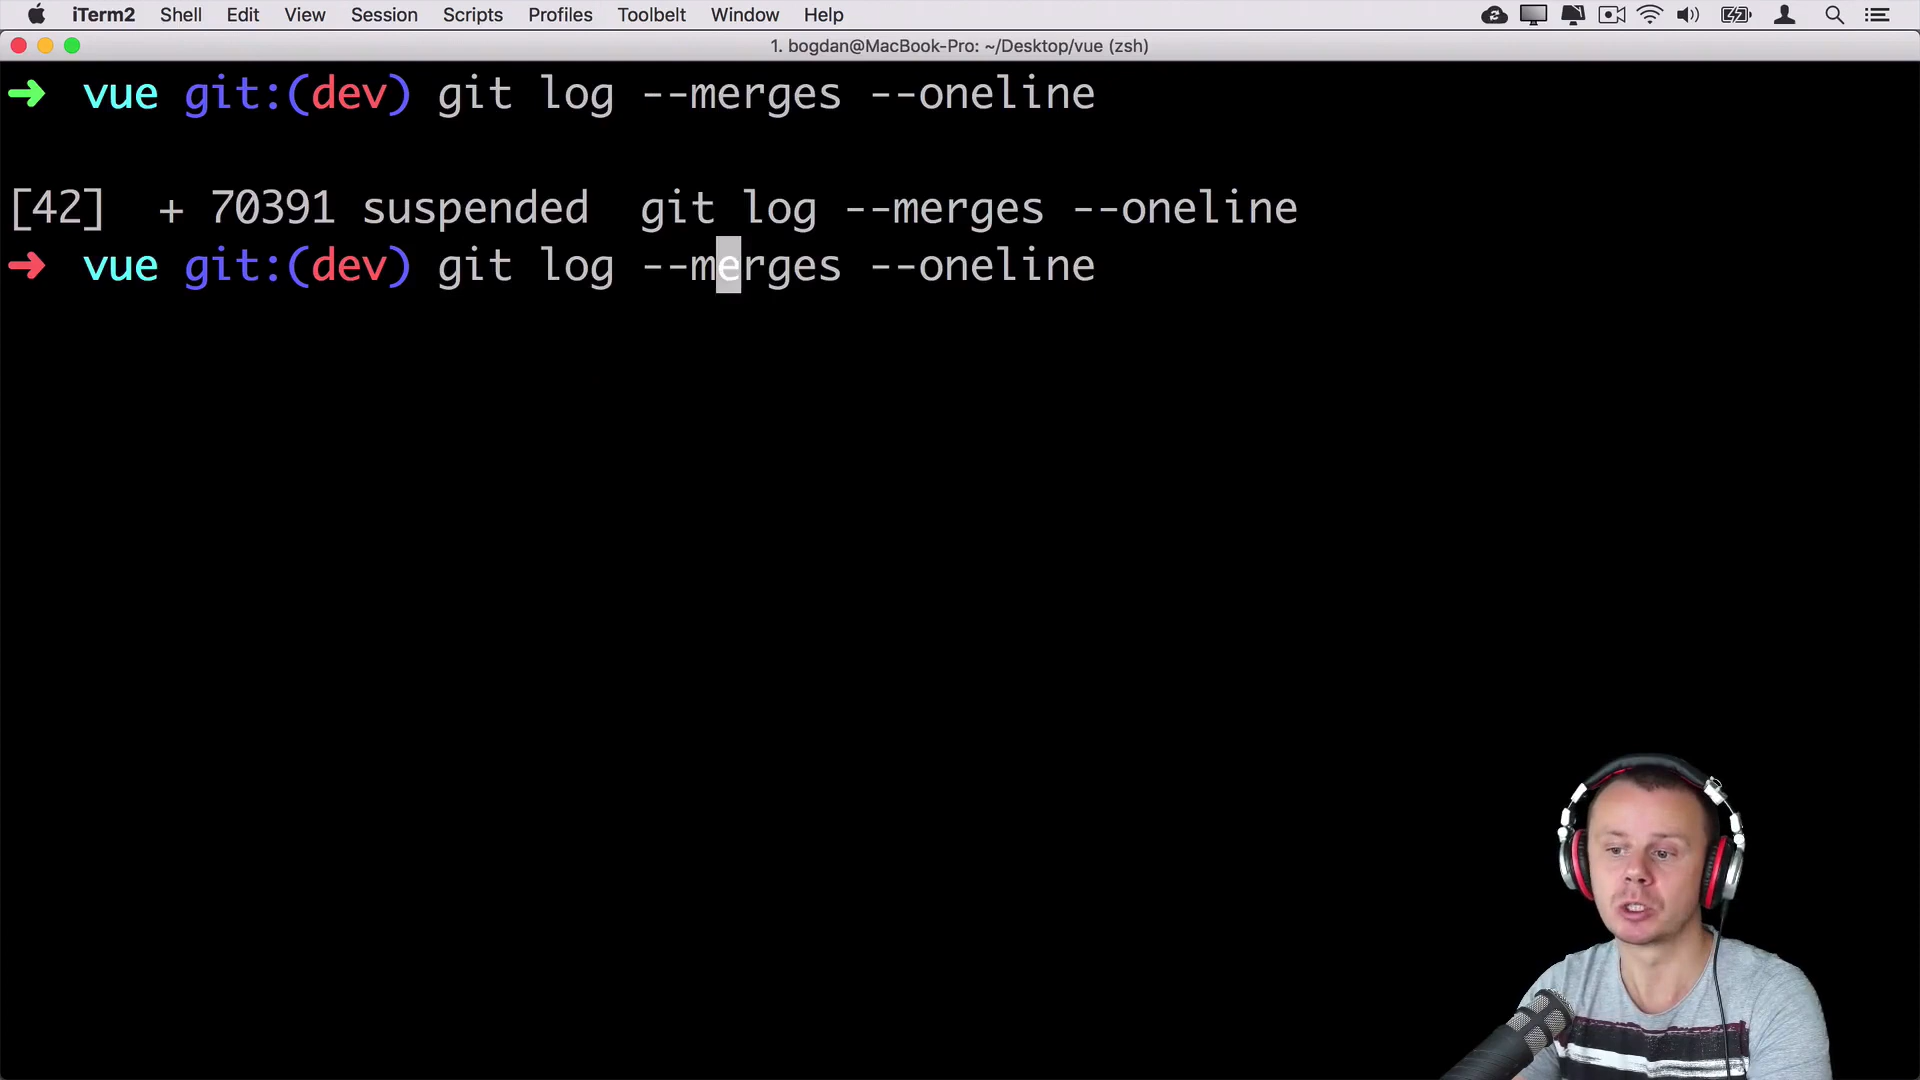 iTerm2 Shell Edit View Session Scripts Profiles Toolbelt Window Help
1. bogdan@MacBook-Pro: ~/Desktop/vue (zsh)
➜ vue git:(dev) git log --merges --oneline
[42] + 70391 suspended git log --merges --oneline
➜ vue git:(dev) git log --merges --oneline